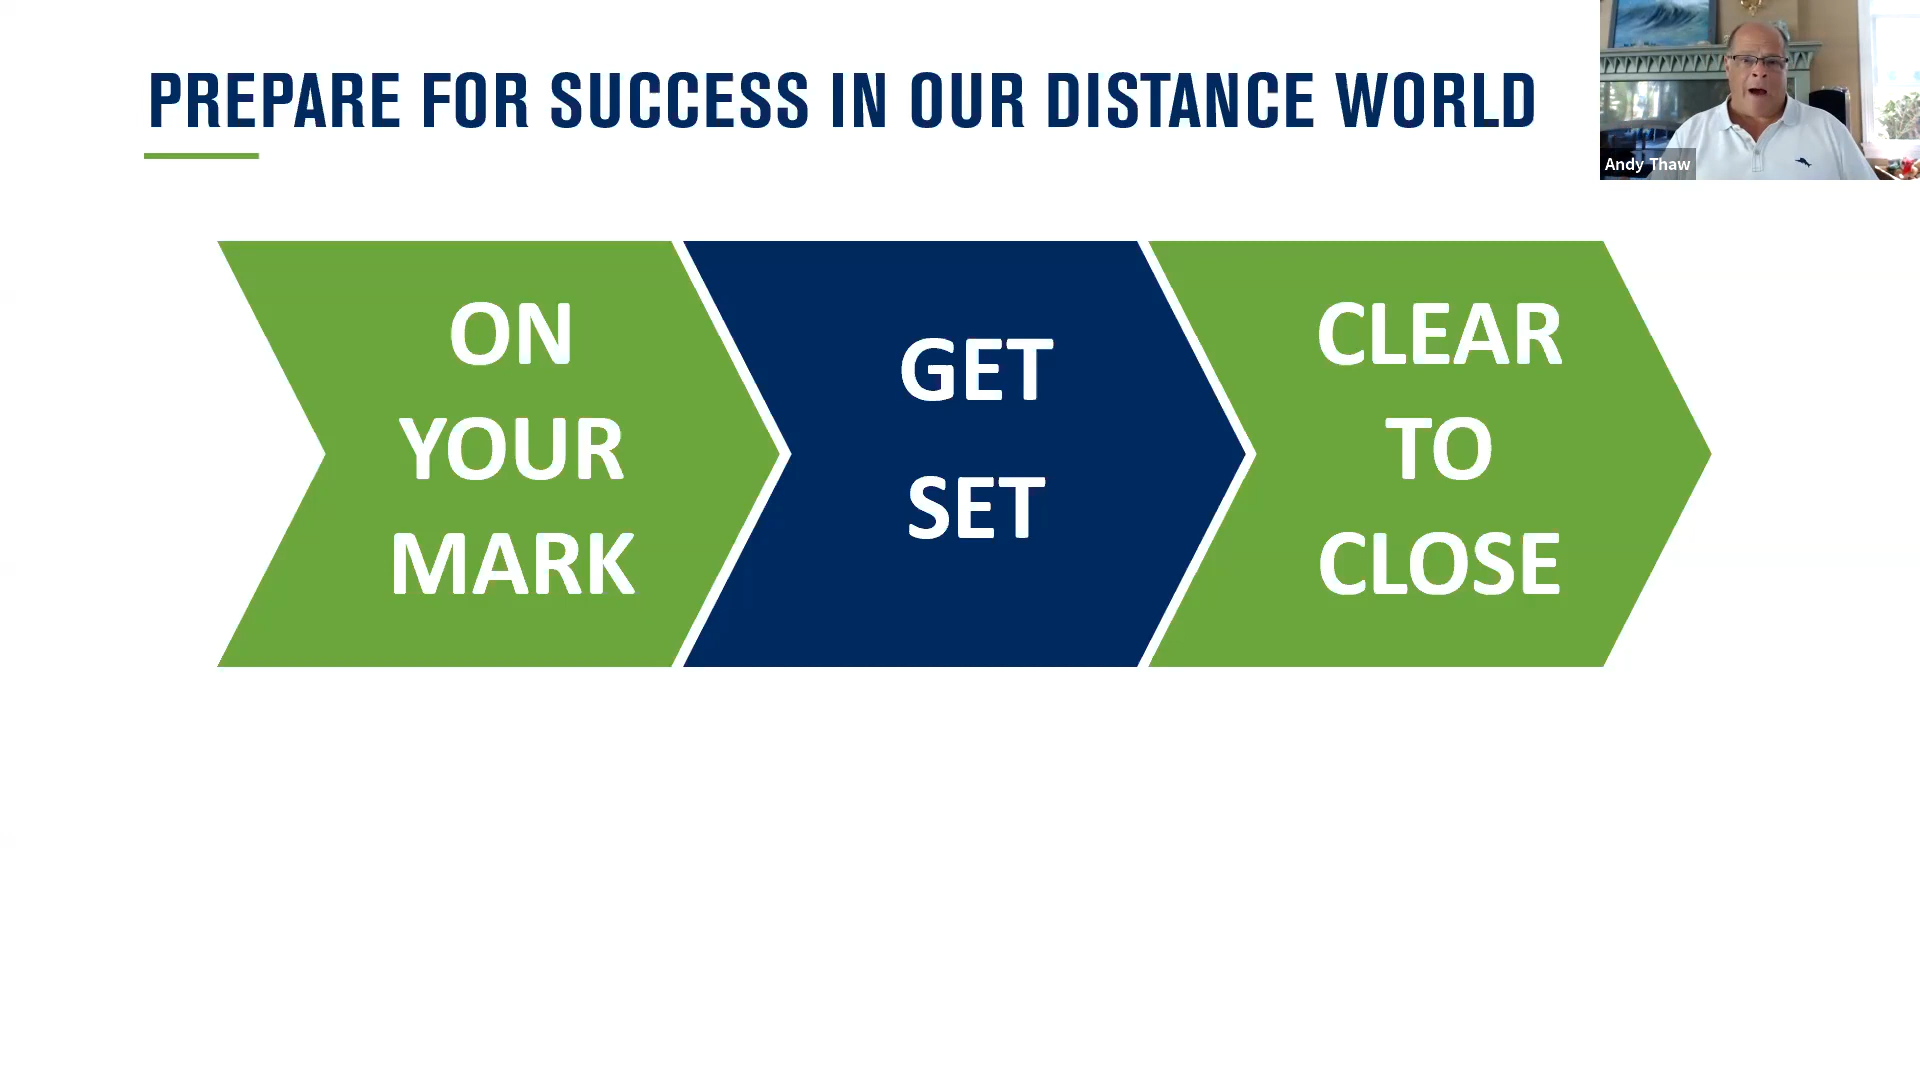 PREPARE FOR SUCCESS IN OUR DISTANCE WORLD
Andy Thaw
ON
YOUR
MARK
GET
SET
CLEAR
TO
CLOSE